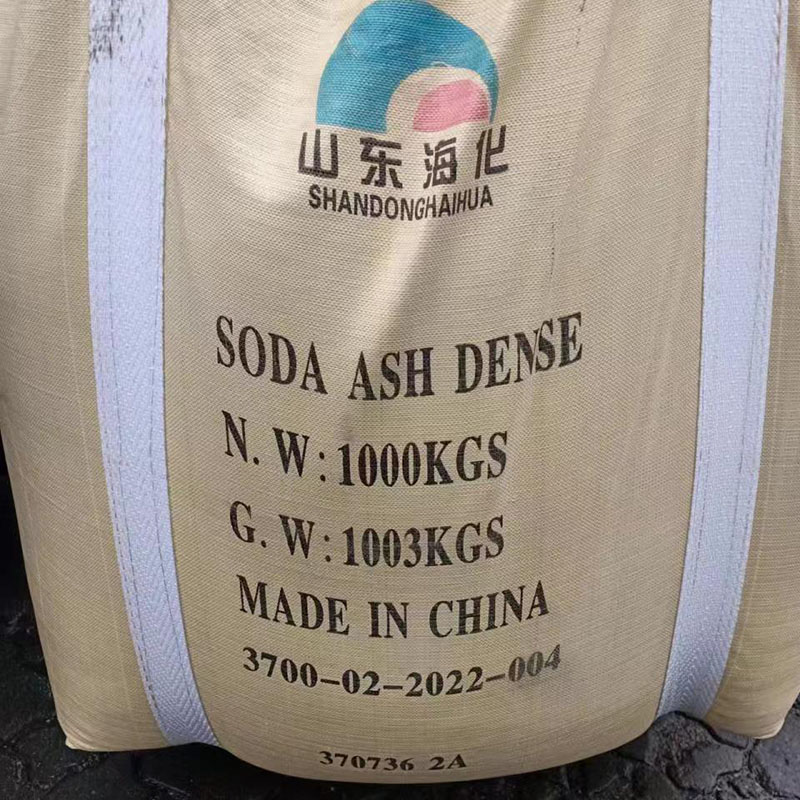 山东海化
SHANDONGHAIHUA
SODA ASH DENSE
N. W:1000KGS
G. W:1003KGS
MADE IN CHINA
3700-02-2022-004
370736 2A